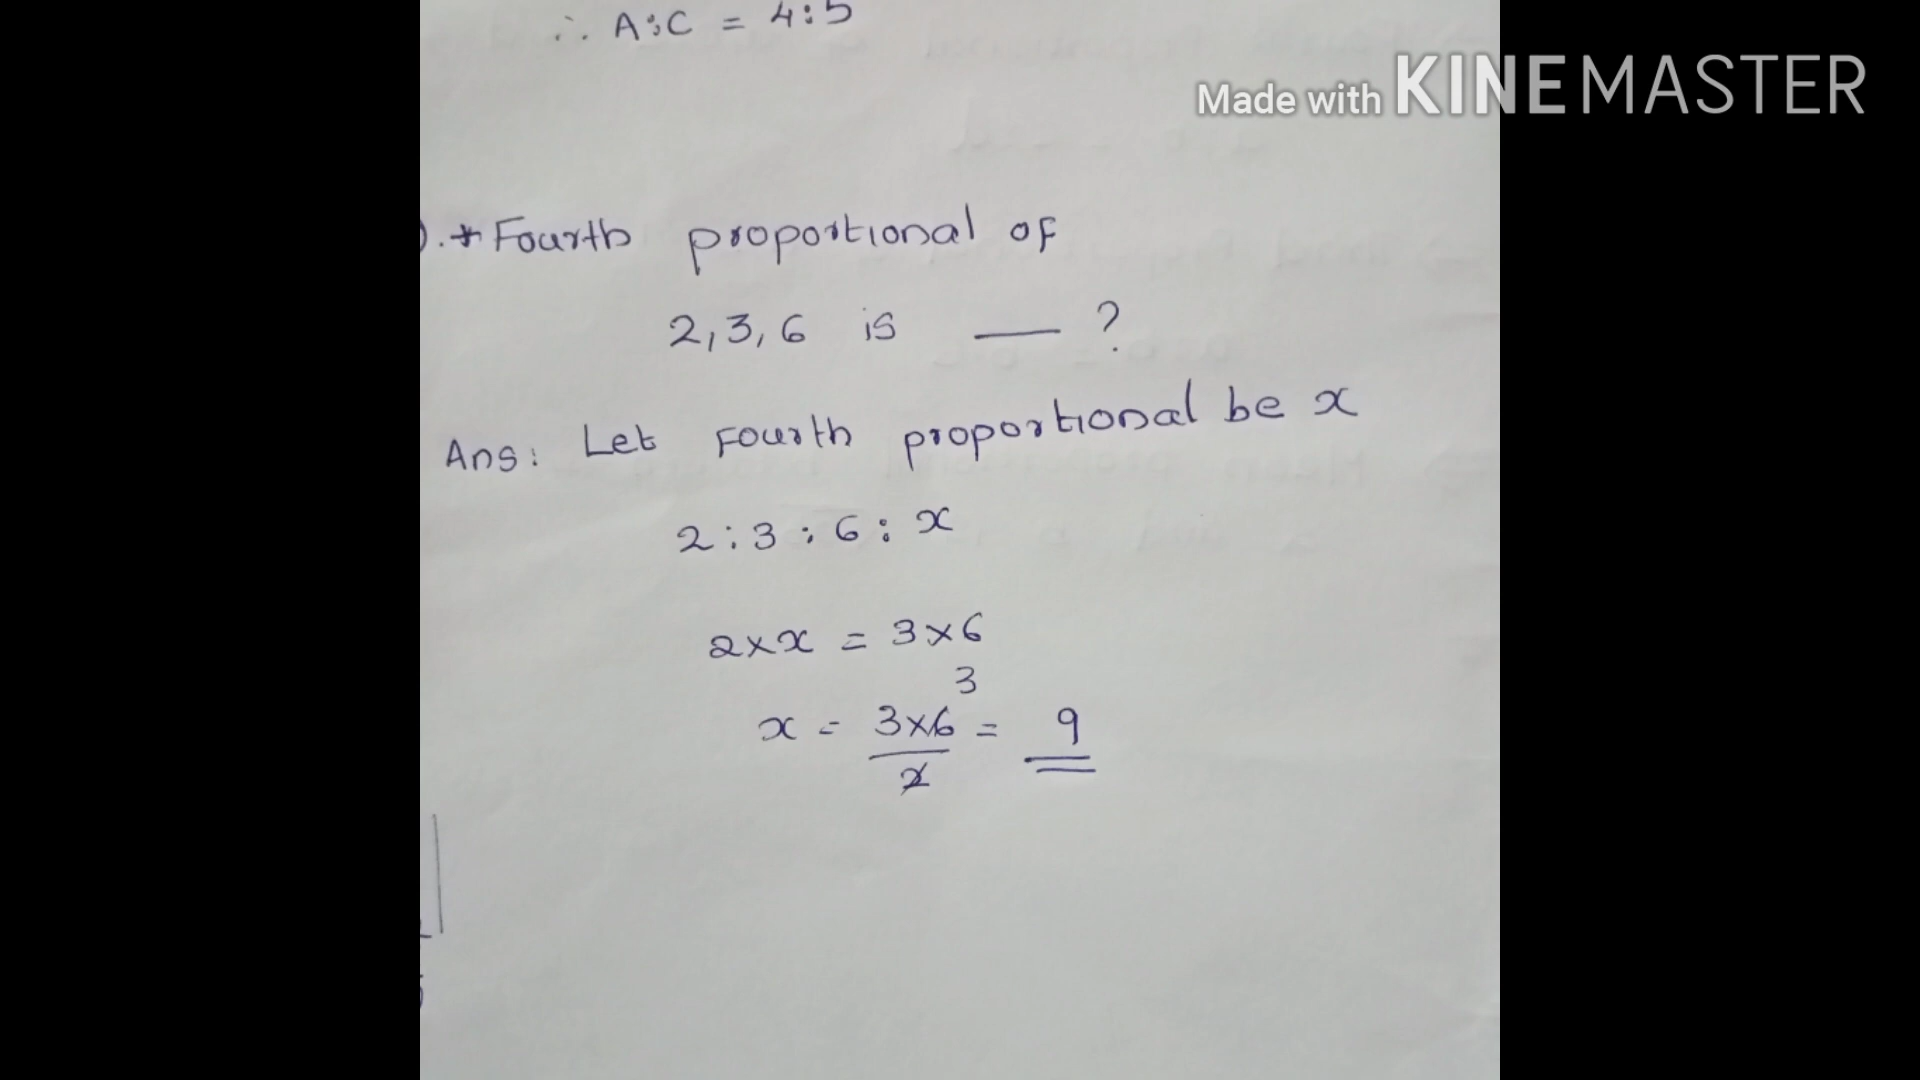 ∴ A:C = 4:5
Made with KINEMASTER
). * Fourth proportional of
2, 3, 6 is — ?
Ans: Let Fourth proportional be x
2 : 3 : 6 : x
2 × x = 3 × 6
3
x = 3×6 = 9
2